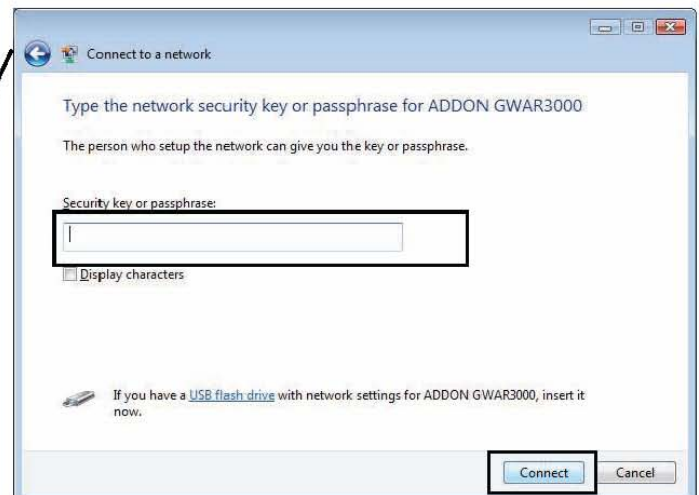 Connect to a network
Type the network security key or passphrase for ADDON GWAR3000
The person who setup the network can give you the key or passphrase.
Security key or passphrase:
Display characters
If you have a USB flash drive with network settings for ADDON GWAR3000, insert it
now.
Connect Cancel